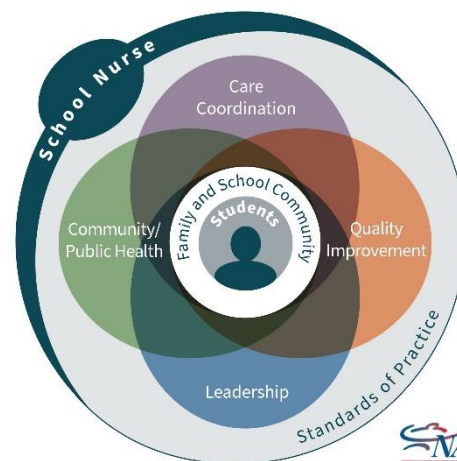 School Nurse
Care
Coordination
Family and School Community
Students
Community/
Public Health
Quality
Improvement
Leadership
Standards of Practice